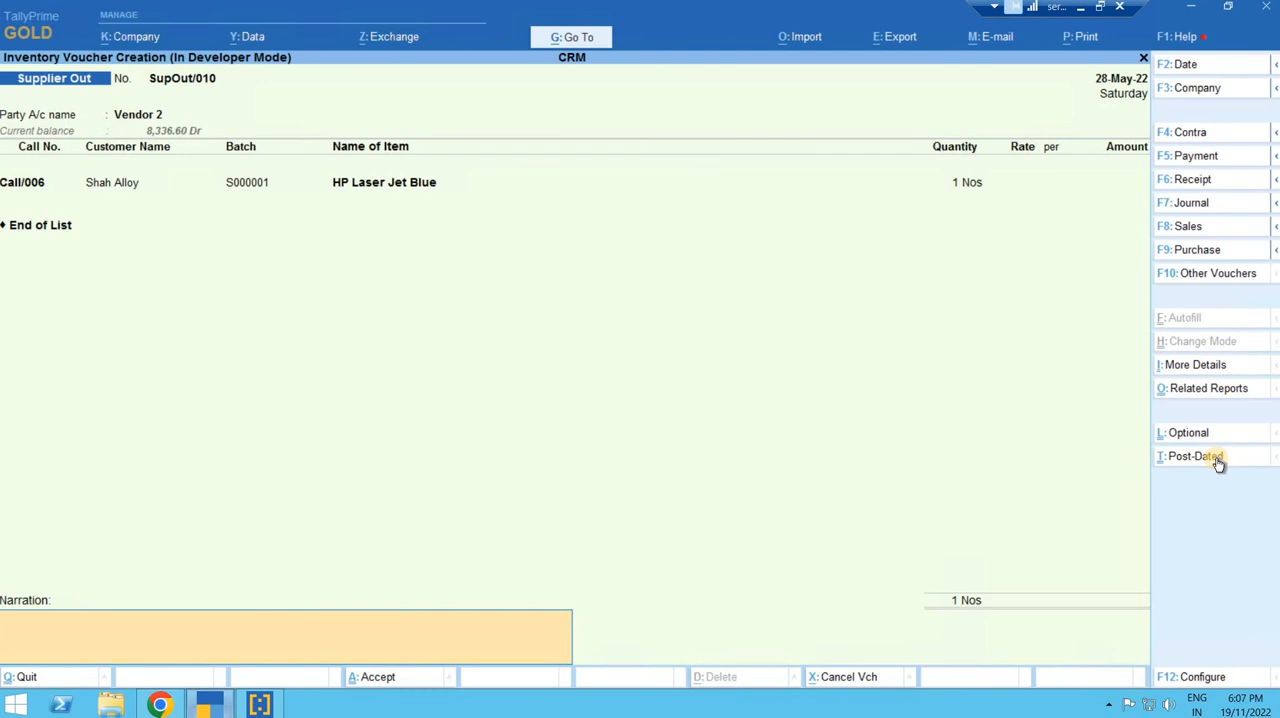 TallyPrime
GOLD
MANAGE
K: Company
Y: Data
Z: Exchange
G: Go To
O: Import
E: Export
M: E-mail
P: Print
F1: Help
ser...
Inventory Voucher Creation (In Developer Mode)
CRM
Supplier Out No. SupOut/010
28-May-22
Saturday
Party A/c name : Vendor 2
Current balance : 8,336.60 Dr
Call No. Customer Name Batch Name of Item Quantity Rate per Amount
Call/006 Shah Alloy S000001 HP Laser Jet Blue 1 Nos
♦ End of List
Narration:
1 Nos
F2: Date
F3: Company
F4: Contra
F5: Payment
F6: Receipt
F7: Journal
F8: Sales
F9: Purchase
F10: Other Vouchers
F: Autofill
H: Change Mode
I: More Details
O: Related Reports
L: Optional
T: Post-Dated
Q: Quit
A: Accept
D: Delete
X: Cancel Vch
F12: Configure
ENG
IN
6:07 PM
19/11/2022